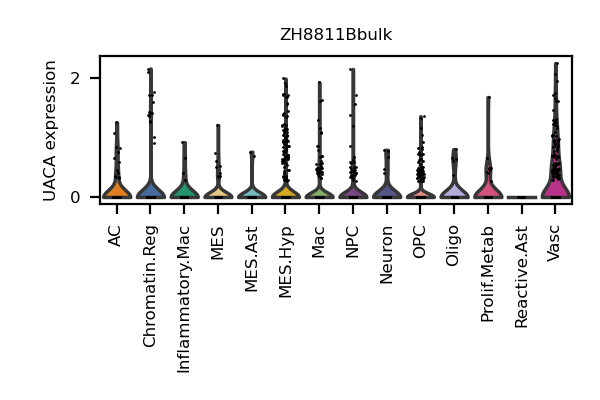 ZH8811Bbulk
UACA expression
2
0
AC
Chromatin.Reg
Inflammatory.Mac
MES
MES.Ast
MES.Hyp
Mac
NPC
Neuron
OPC
Oligo
Prolif.Metab
Reactive.Ast
Vasc